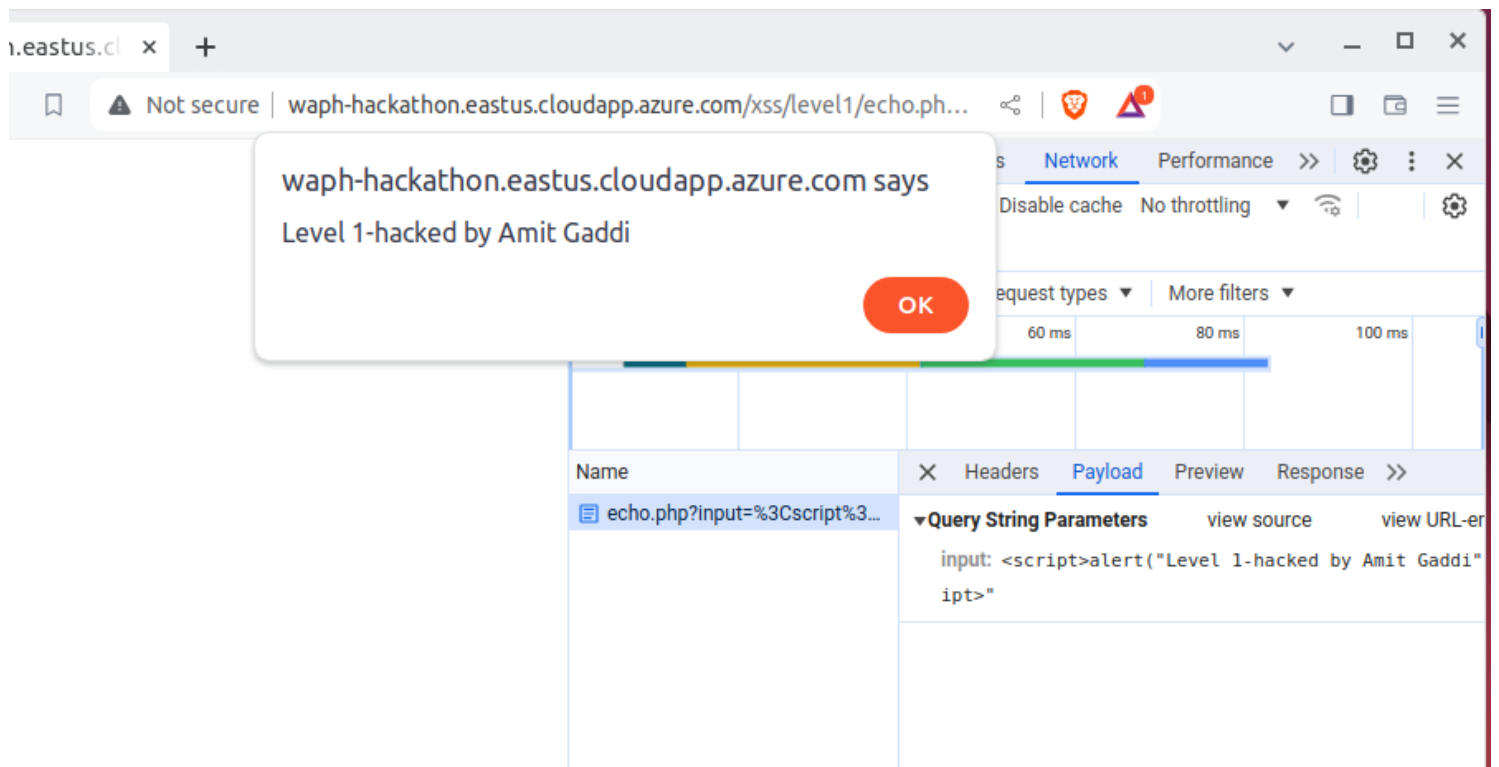 n.eastus.cl
Not secure waph-hackathon.eastus.cloudapp.azure.com/xss/level1/echo.ph... 1
waph-hackathon.eastus.cloudapp.azure.com says
Level 1-hacked by Amit Gaddi
OK
s Network Performance
Disable cache No throttling
equest types More filters
60 ms 80 ms 100 ms
Name
Headers Payload Preview Response
echo.php?input=%3Cscript%3...
Query String Parameters view source view URL-er
input: <script>alert("Level 1-hacked by Amit Gaddi"
ipt>"